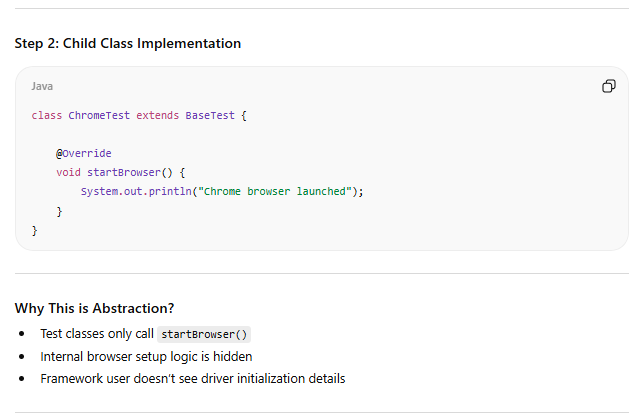 Step 2: Child Class Implementation
Java
class ChromeTest extends BaseTest {
@Override
void startBrowser() {
System.out.println("Chrome browser launched");
}
}
Why This is Abstraction?
Test classes only call startBrowser()
Internal browser setup logic is hidden
Framework user doesn't see driver initialization details